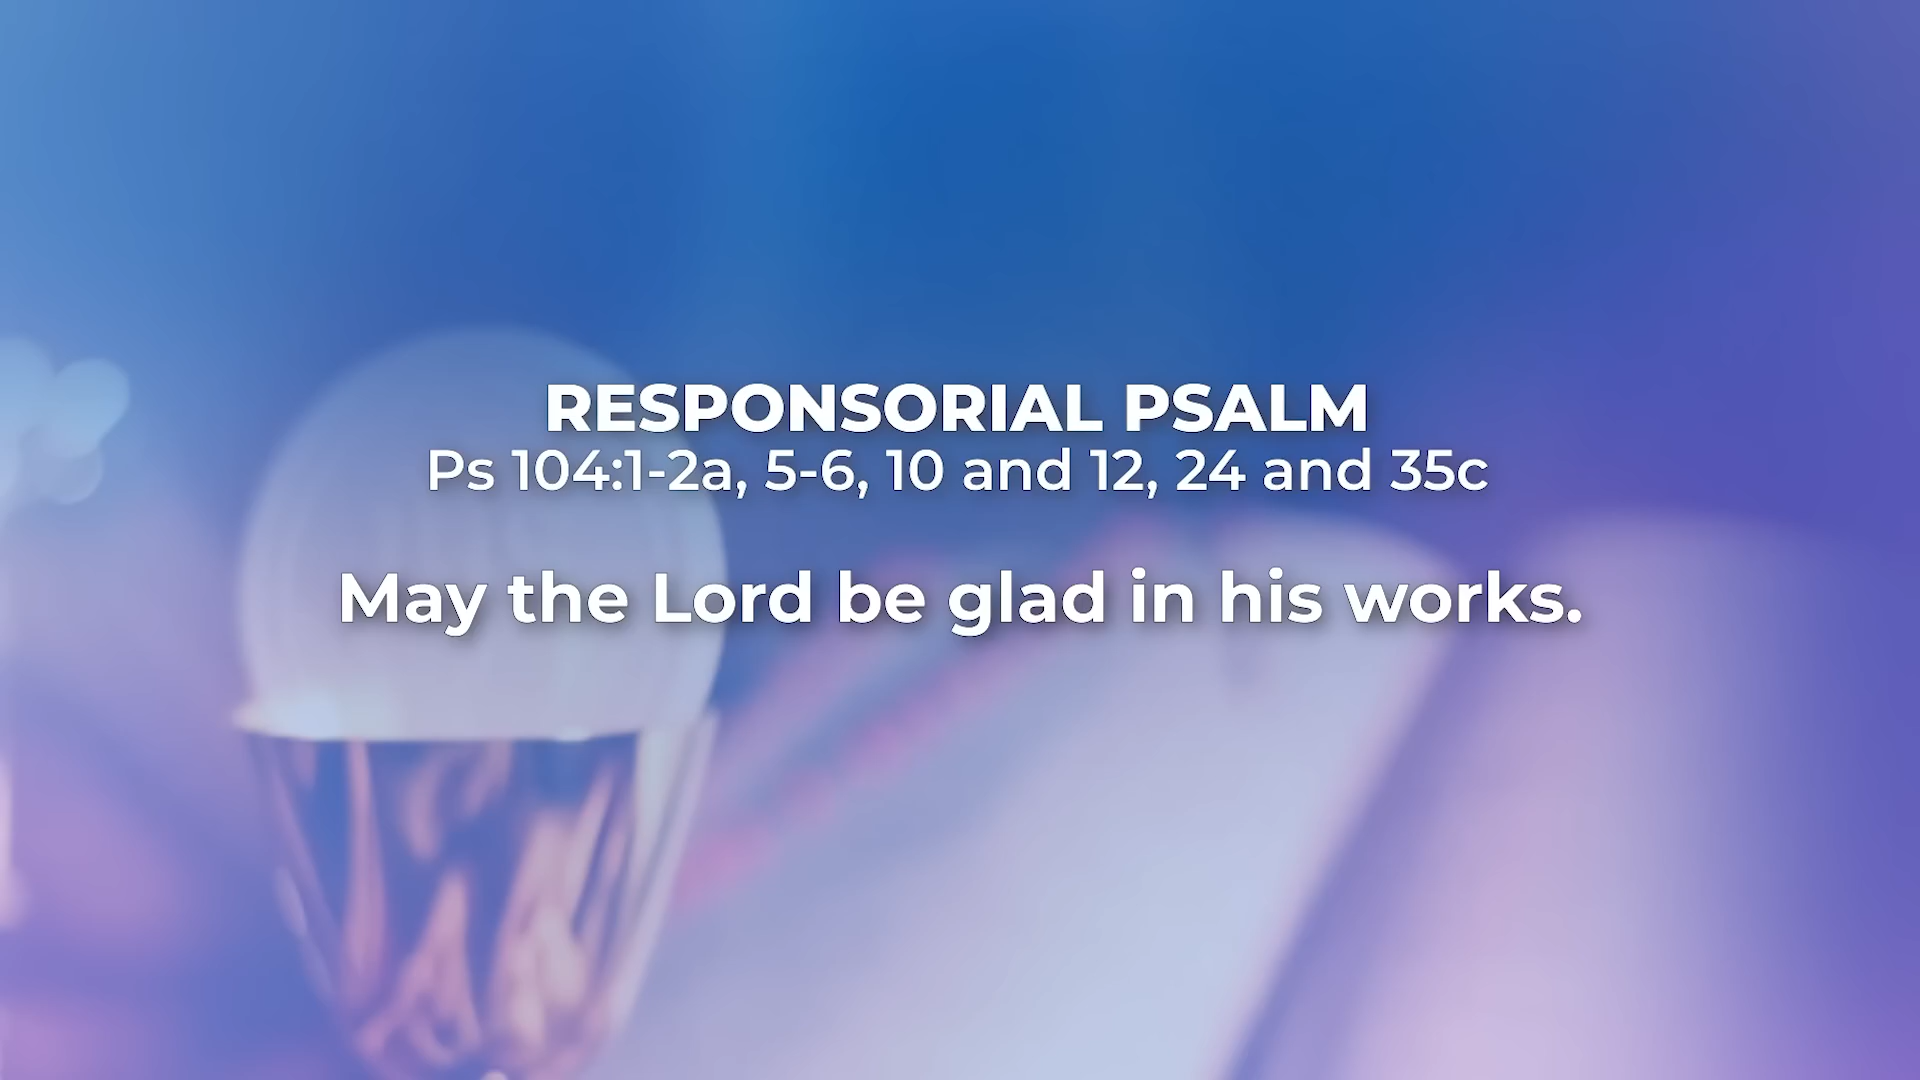 RESPONSORIAL PSALM
Ps 104:1-2a, 5-6, 10 and 12, 24 and 35c
May the Lord be glad in his works.